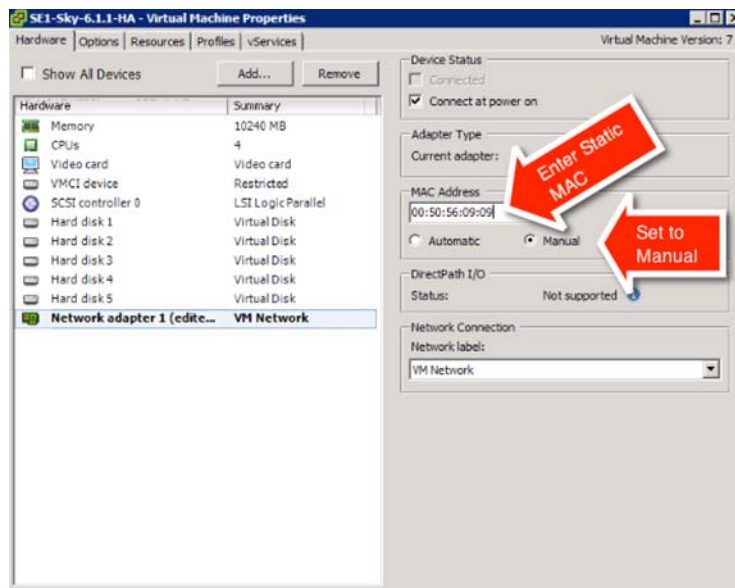 SE1-Sky-6.1.1-HA - Virtual Machine Properties
Hardware Options Resources Profiles vServices Virtual Machine Version: 7
Show All Devices Add... Remove
Hardware Summary
Memory 10240 MB
CPUs 4
Video card Video card
VMCI device Restricted
SCSI controller 0 LSI Logic Parallel
Hard disk 1 Virtual Disk
Hard disk 2 Virtual Disk
Hard disk 3 Virtual Disk
Hard disk 4 Virtual Disk
Hard disk 5 Virtual Disk
Network adapter 1 (edite... VM Network
Device Status
Connected
Connect at power on
Adapter Type
Current adapter:
Enter Static
MAC
MAC Address
00:50:56:09:09
Automatic Manual
Set to
Manual
DirectPath I/O
Status: Not supported
Network Connection
Network label:
VM Network